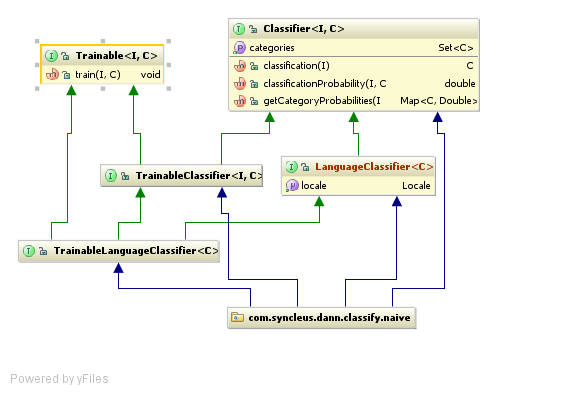 Trainable<I, C>
train(I, C) void
Classifier<I, C>
categories Set<C>
classification(I) C
classificationProbability(I, C double
getCategoryProbabilities(I Map<C, Double>
TrainableClassifier<I, C>
LanguageClassifier<C>
locale Locale
TrainableLanguageClassifier<C>
com.syncleus.dann.classify.naive
Powered by yFiles